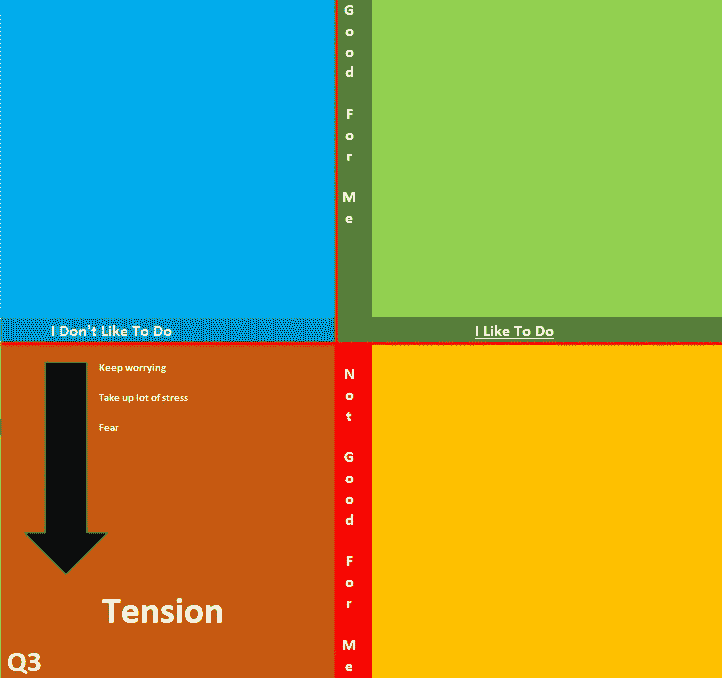 Good For Me
I Don't Like To Do
I Like To Do
Keep worrying
Take up lot of stress
Fear
Not Good For Me
Tension
Q3